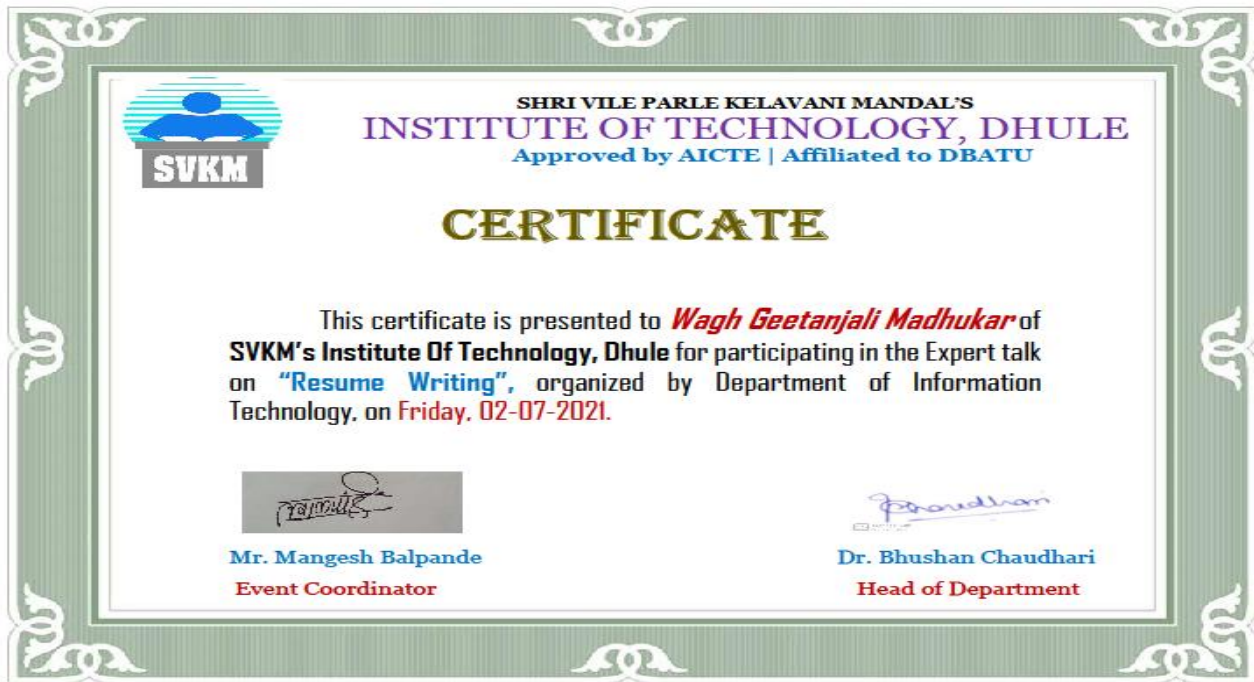 SVKM
SHRI VILE PARLE KELAVANI MANDAL'S
INSTITUTE OF TECHNOLOGY, DHULE
Approved by AICTE | Affiliated to DBATU
CERTIFICATE
This certificate is presented to Wagh Geetanjali Madhukar of
SVKM's Institute Of Technology, Dhule for participating in the Expert talk
on “Resume Writing”, organized by Department of Information
Technology, on Friday, 02-07-2021.
Mr. Mangesh Balpande
Event Coordinator
Dr. Bhushan Chaudhari
Head of Department